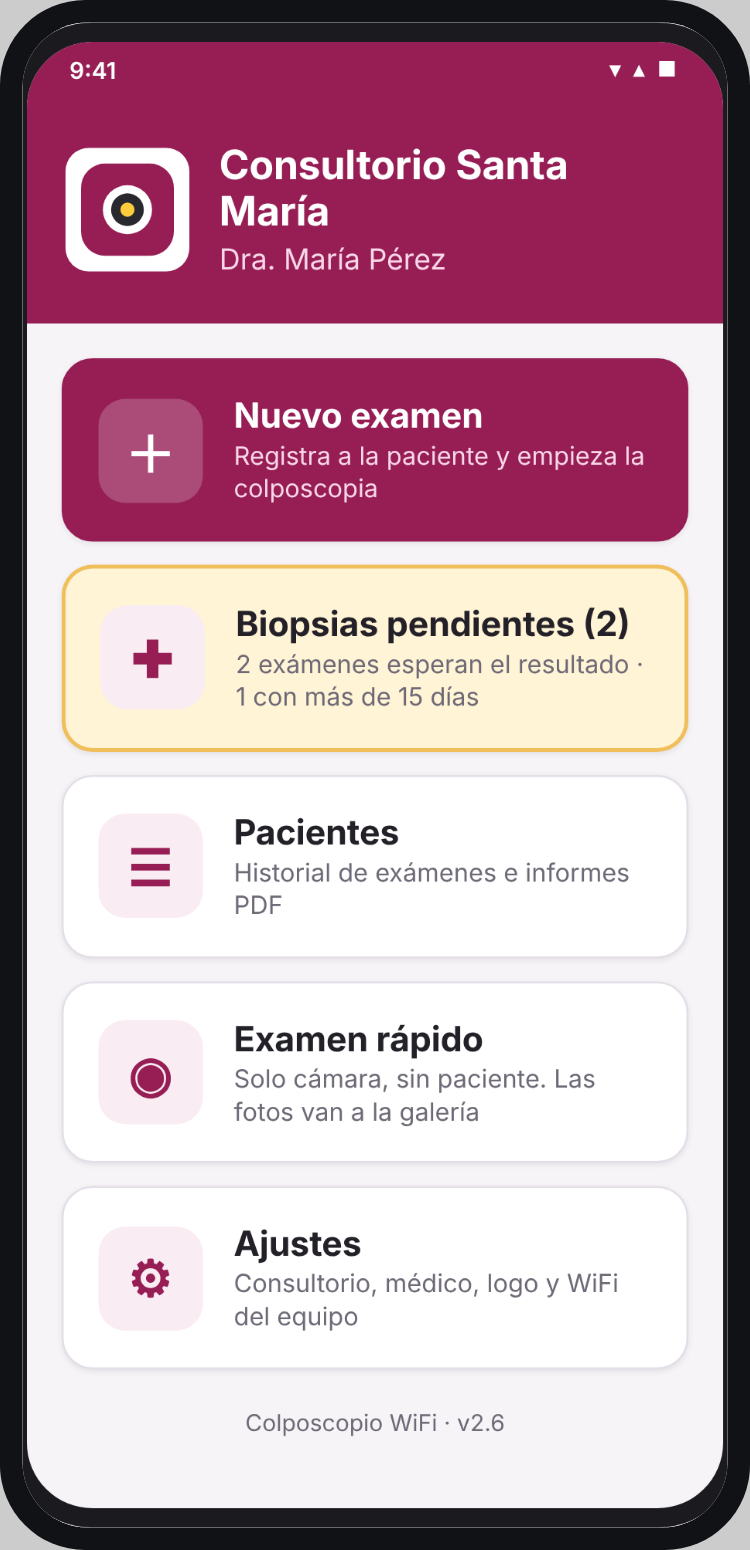 9:41
Consultorio Santa
María
Dra. María Pérez
Nuevo examen
Registra a la paciente y empieza la
colposcopia
Biopsias pendientes (2)
2 exámenes esperan el resultado ·
1 con más de 15 días
Pacientes
Historial de exámenes e informes
PDF
Examen rápido
Solo cámara, sin paciente. Las
fotos van a la galería
Ajustes
Consultorio, médico, logo y WiFi
del equipo
Colposcopio WiFi · v2.6